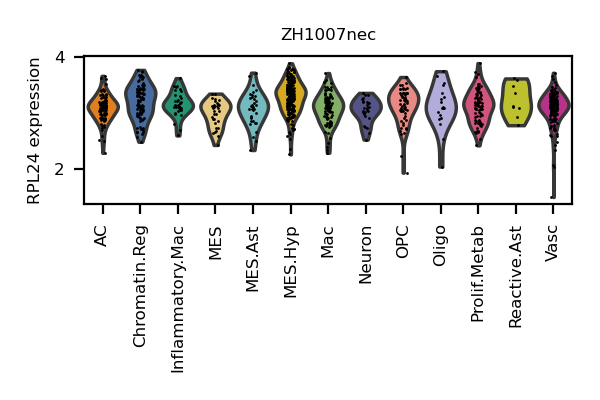 ZH1007nec
4
2
RPL24 expression
AC
Chromatin.Reg
Inflammatory.Mac
MES
MES.Ast
MES.Hyp
Mac
Neuron
OPC
Oligo
Prolif.Metab
Reactive.Ast
Vasc